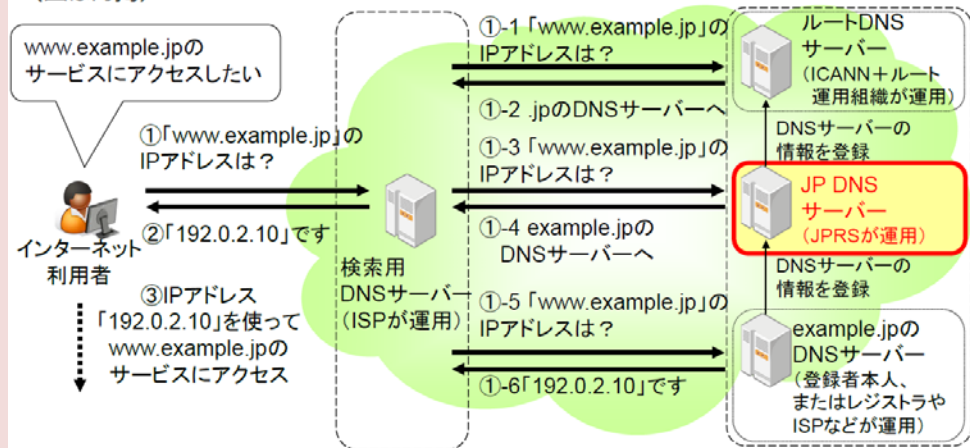 www.example.jpの
サービスにアクセスしたい
①「www.example.jp」の
IPアドレスは?
②「192.0.2.10」です
インターネット
利用者
③IPアドレス
「192.0.2.10」を使って
www.example.jpの
サービスにアクセス
検索用
DNSサーバー
(ISPが運用)
①-1「www.example.jp」の
IPアドレスは?
①-2 .jpのDNSサーバーへ
①-3「www.example.jp」の
IPアドレスは?
①-4 example.jpの
DNSサーバーへ
①-5「www.example.jp」の
IPアドレスは?
①-6「192.0.2.10」です
ルートDNS
サーバー
(ICANN+ルート
運用組織が運用)
DNSサーバーの
情報を登録
JP DNS
サーバー
(JPRSが運用)
DNSサーバーの
情報を登録
example.jpの
DNSサーバー
(登録者本人、
またはレジストラや
ISPなどが運用)